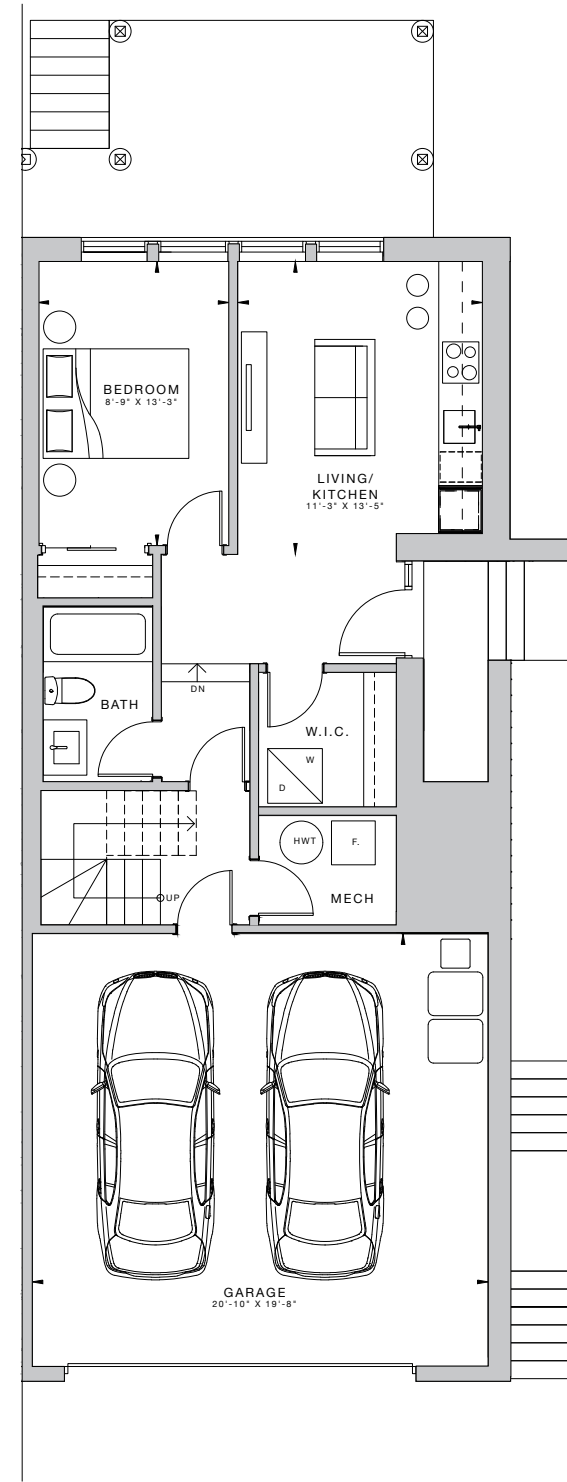 BEDROOM
8'-9" X 13'-3"
LIVING/
KITCHEN
11'-3" X 13'-5"
DN
BATH
W.I.C.
W
D
HWT
F.
MECH
UP
GARAGE
20'-10" X 19'-8"